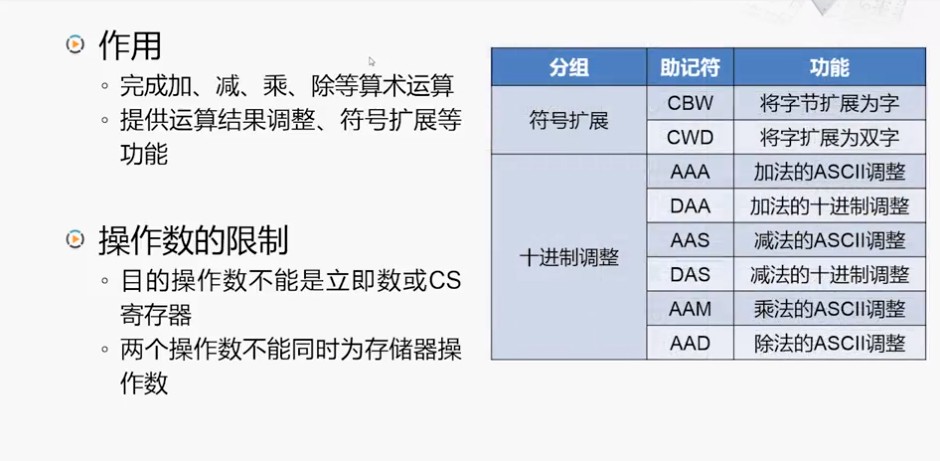 作用
完成加、减、乘、除等算术运算
提供运算结果调整、符号扩展等
功能
操作数的限制
目的操作数不能是立即数或CS
寄存器
两个操作数不能同时为存储器操
作数
分组 助记符 功能
符号扩展 CBW 将字节扩展为字
CWD 将字扩展为双字
十进制调整 AAA 加法的ASCII调整
DAA 加法的十进制调整
AAS 减法的ASCII调整
DAS 减法的十进制调整
AAM 乘法的ASCII调整
AAD 除法的ASCII调整